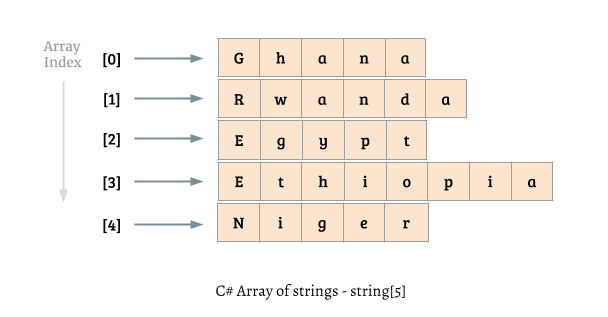 Array
Index
[0] G h a n a
[1] R w a n d a
[2] E g y p t
[3] E t h i o p i a
[4] N i g e r
C# Array of strings - string[5]